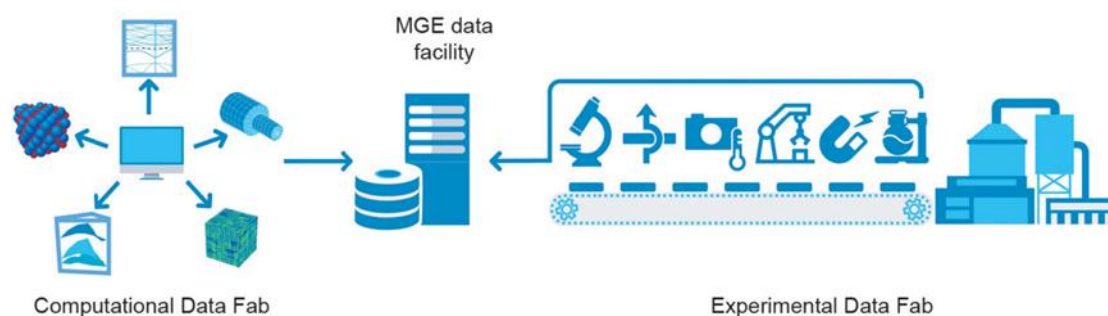 MGE data
facility
Computational Data Fab
Experimental Data Fab